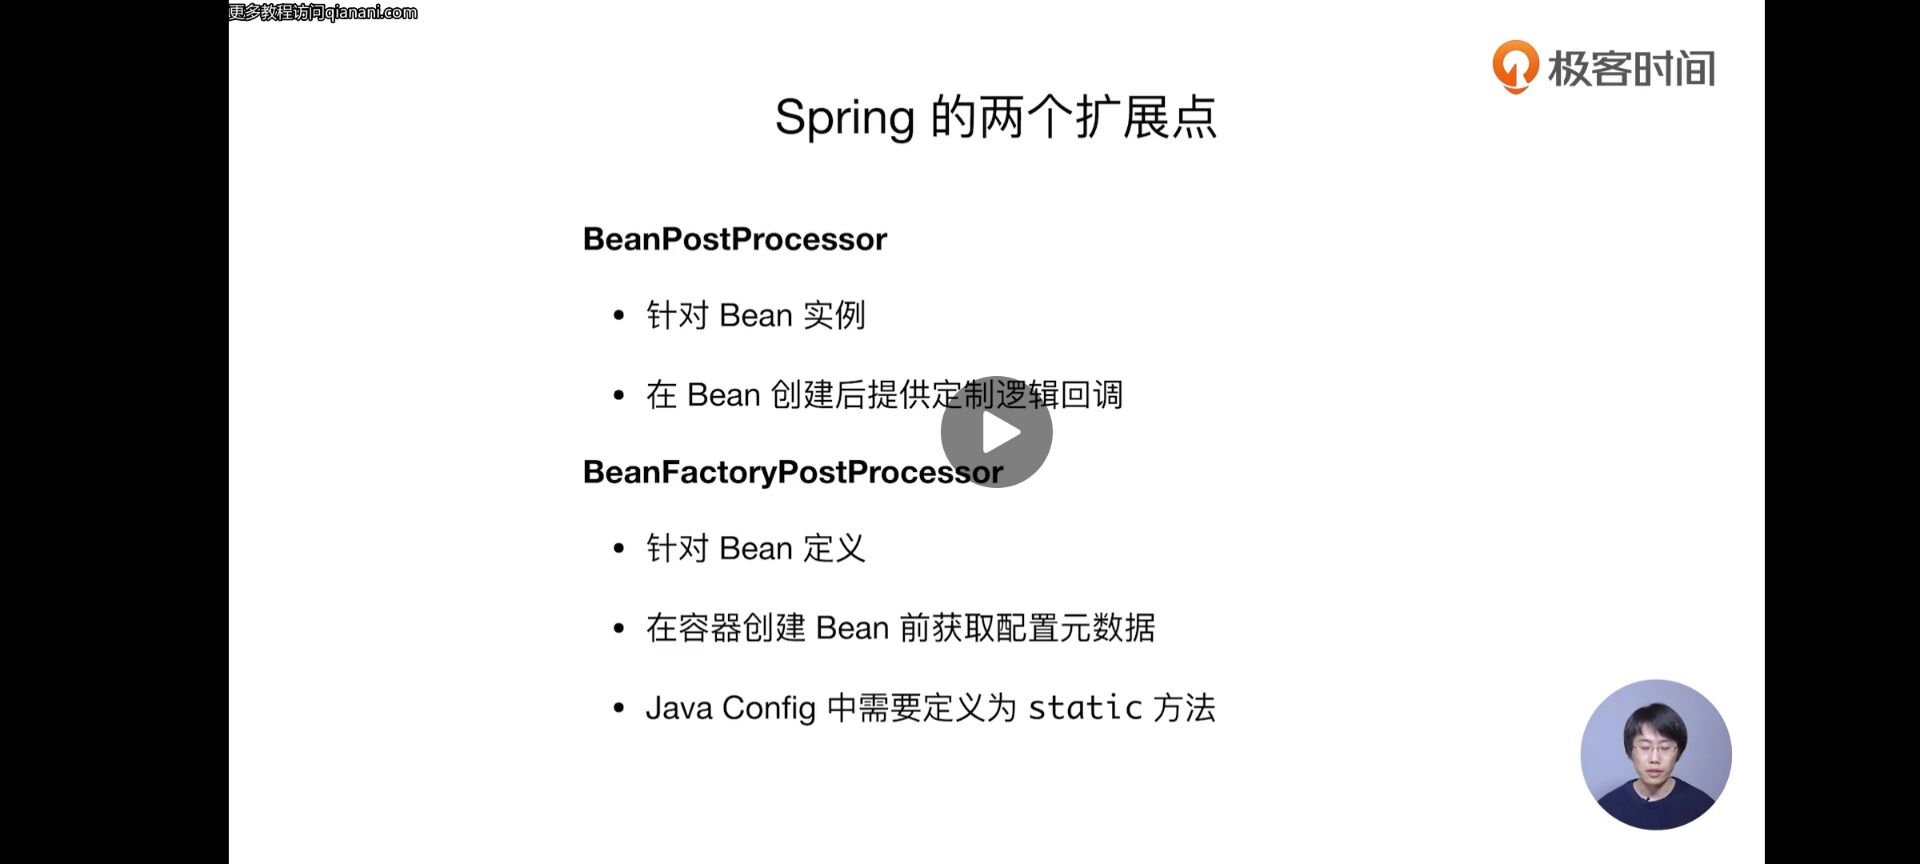 更多教程访问qianani.com
极客时间
Spring 的两个扩展点
BeanPostProcessor
• 针对 Bean 实例
• 在 Bean 创建后提供定制逻辑回调
BeanFactoryPostProcessor
• 针对 Bean 定义
• 在容器创建 Bean 前获取配置元数据
• Java Config 中需要定义为 static 方法